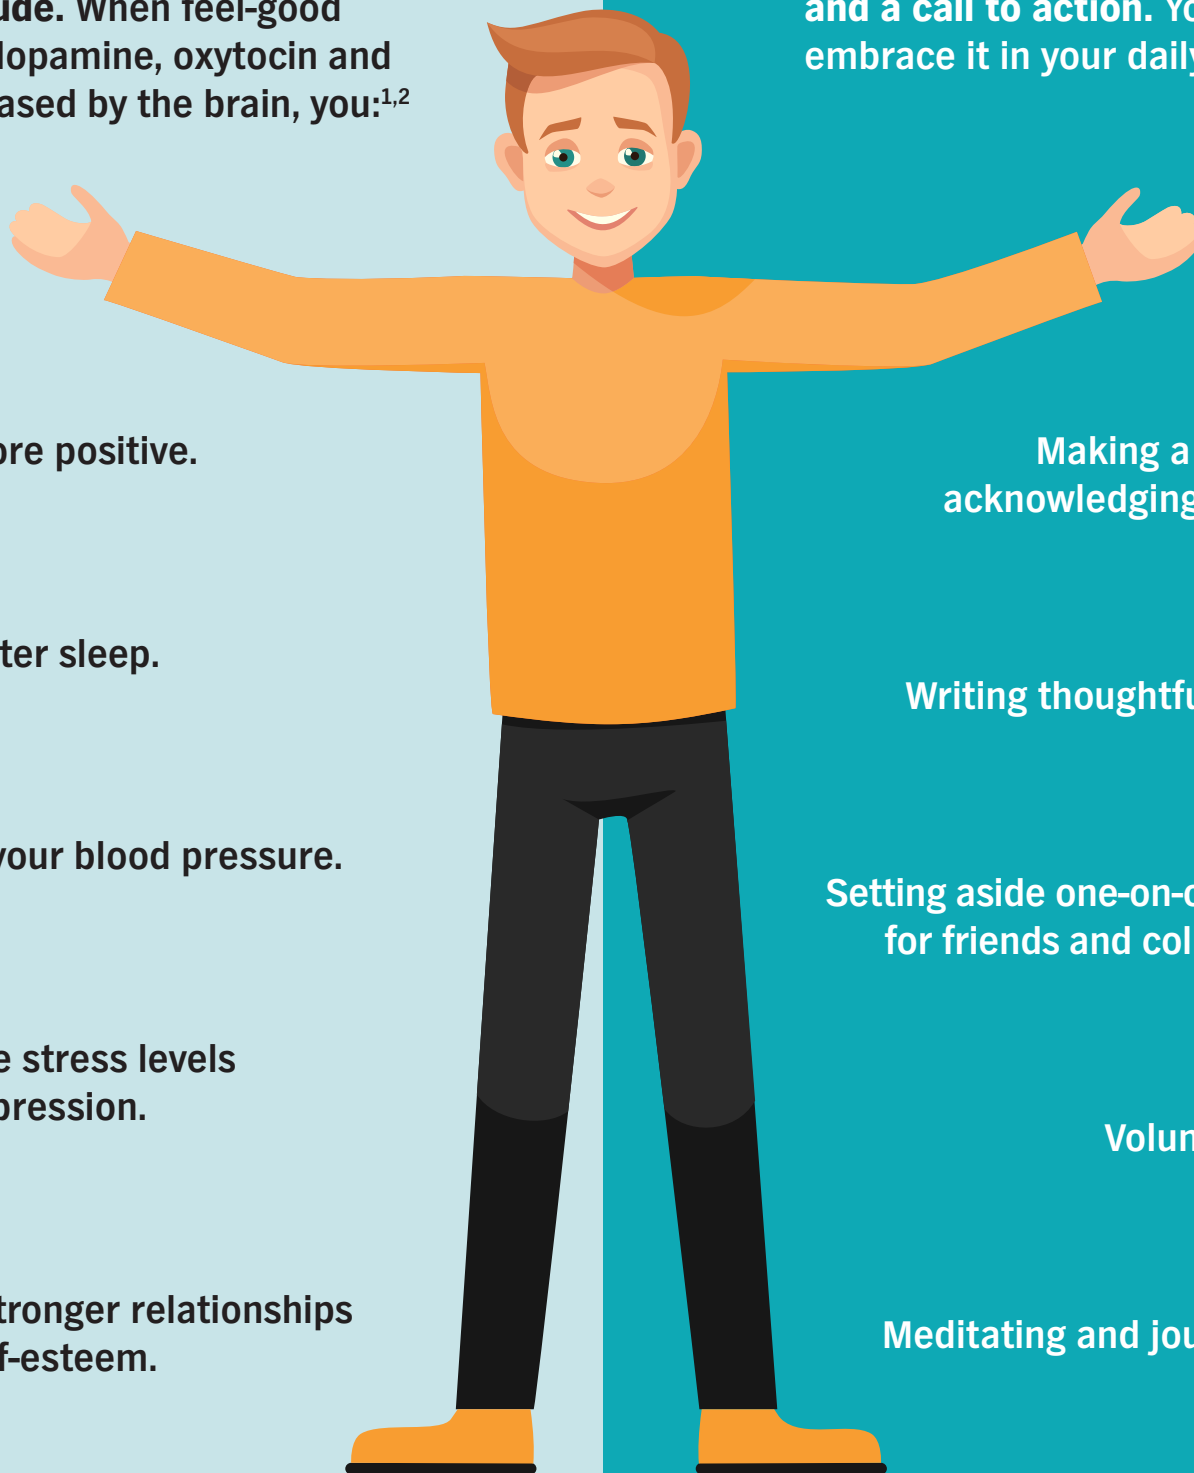 ude. When feel-good
dopamine, oxytocin and
ased by the brain, you:1,2
ore positive.
ter sleep.
your blood pressure.
e stress levels
pression.
tronger relationships
f-esteem.
and a call to action. Yo
embrace it in your daily
Making a
acknowledging
Writing thoughtfu
Setting aside one-on-o
for friends and col
Volun
Meditating and jou